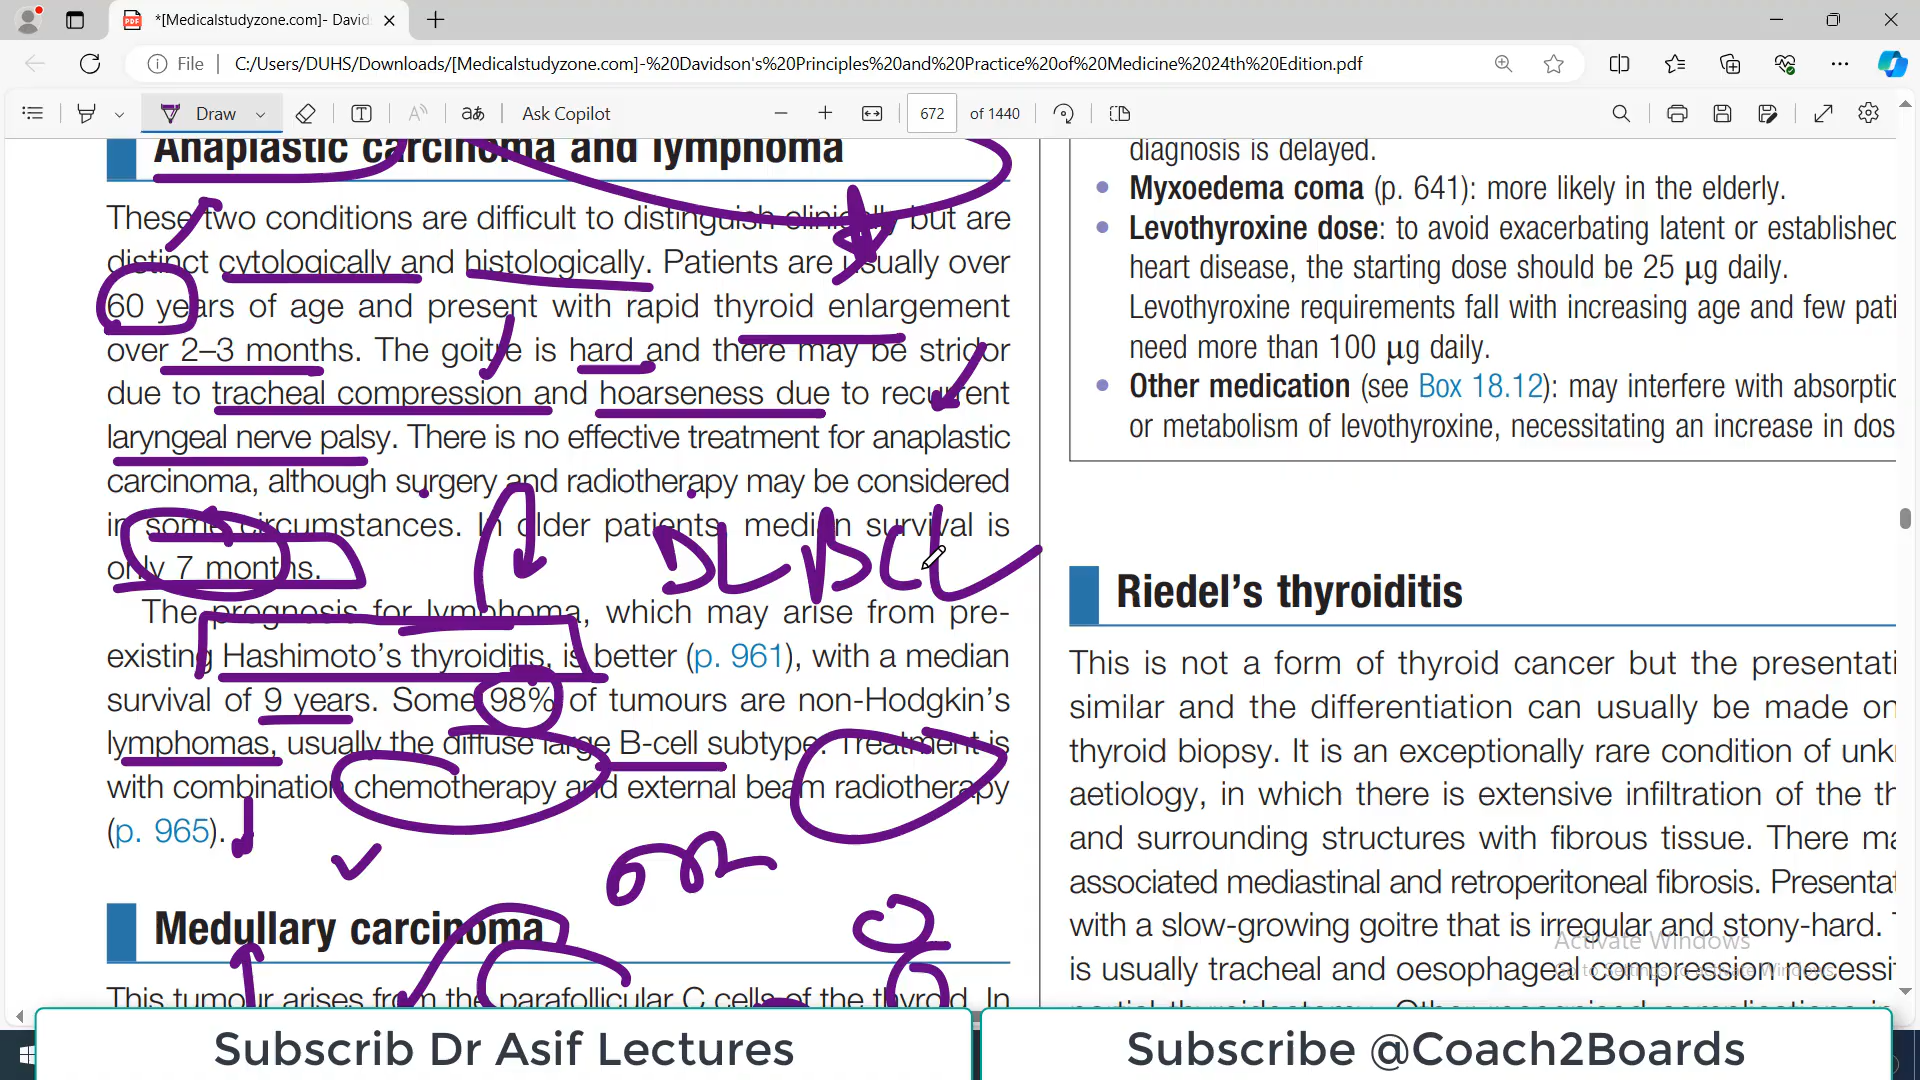 *[Medicalstudyzone.com]- David
File
C:/Users/DUHS/Downloads/[Medicalstudyzone.com]-%20Davidson's%20Principles%20and%20Practice%20of%20Medicine%2024th%20Edition.pdf
Draw
Ask Copilot
672 of 1440
Anaplastic carcinoma and lymphoma
These two conditions are difficult to distinguish clinically but are
distinct cytologically and histologically. Patients are usually over
60 years of age and present with rapid thyroid enlargement
over 2–3 months. The goitre is hard and there may be stridor
due to tracheal compression and hoarseness due to recurrent
laryngeal nerve palsy. There is no effective treatment for anaplastic
carcinoma, although surgery and radiotherapy may be considered
in some circumstances. In older patients, median survival is
only 7 months.
DLBCL
The prognosis for lymphoma, which may arise from pre-
existing Hashimoto's thyroiditis, is better (p. 961), with a median
survival of 9 years. Some 98% of tumours are non-Hodgkin's
lymphomas, usually the diffuse large B-cell subtype. Treatment is
with combination chemotherapy and external beam radiotherapy
(p. 965).
Medullary carcinoma
This tumour arises from the parafollicular C cells of the thyroid. In
diagnosis is delayed.
• Myxoedema coma (p. 641): more likely in the elderly.
• Levothyroxine dose: to avoid exacerbating latent or established
heart disease, the starting dose should be 25 μg daily.
Levothyroxine requirements fall with increasing age and few pati
need more than 100 μg daily.
• Other medication (see Box 18.12): may interfere with absorptio
or metabolism of levothyroxine, necessitating an increase in dos
Riedel's thyroiditis
This is not a form of thyroid cancer but the presentati
similar and the differentiation can usually be made on
thyroid biopsy. It is an exceptionally rare condition of unk
aetiology, in which there is extensive infiltration of the th
and surrounding structures with fibrous tissue. There ma
associated mediastinal and retroperitoneal fibrosis. Presentat
with a slow-growing goitre that is irregular and stony-hard.
is usually tracheal and oesophageal compression necessit
Activate Windows
Go to settings to activate Windows.
Subscrib Dr Asif Lectures
Subscribe @Coach2Boards